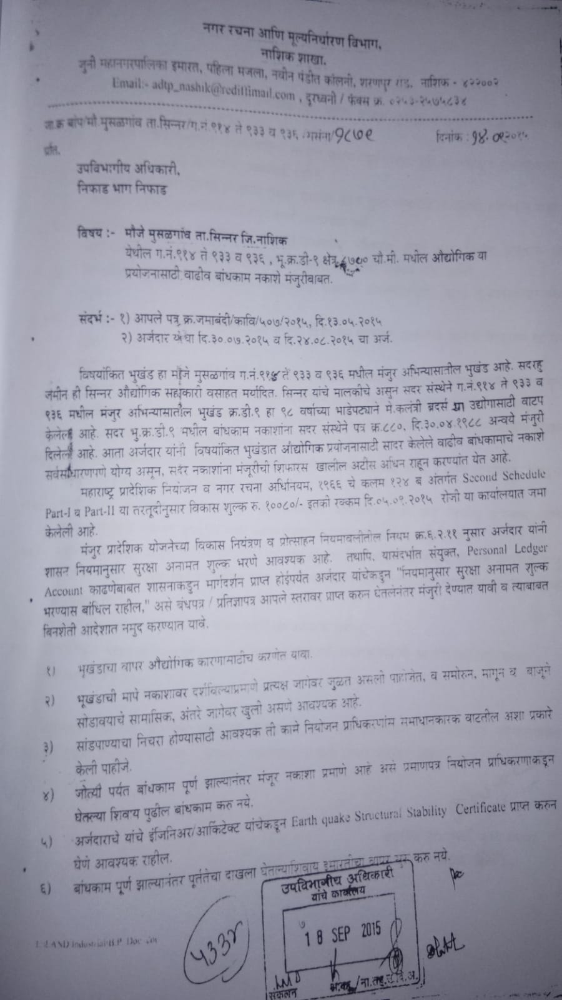 नगर रचना आणि मूल्यनिर्धारण विभाग,
नाशिक शाखा.
जुनी महानगरपालिका इमारत, पहिला मजला, नवीन पंडीत कॉलनी, शरणपूर रोड, नाशिक - ४२२००२
Email:- adtp_nashik@rediffmail.com , दूरध्वनी / फॅक्स क्र. ०२५३-२५७५८३४
जा.क्र बांप/मौ.मुसळगांव ता.सिन्नर/ग.नं.९१४ ते ९३३ व ९३६ /नासंना/१८७९
दिनांक : १४.०९.२०१५
प्रति,
उपविभागीय अधिकारी,
निफाड भाग निफाड
विषय :- मौजे मुसळगांव ता.सिन्नर जि.नाशिक
येथील ग.नं.९१४ ते ९३३ व ९३६ , भू.क्र.डी-९ क्षेत्र चौ.मी. मधील औद्योगिक या
प्रयोजनासाठी वाढीव बांधकाम नकाशे मंजुरीबाबत.
संदर्भ :- १) आपले पत्र क्र.जमाबंदी/कावि/५०७/२०१५, दि.१३.०५.२०१५
२) अर्जदार यांचा दि.३०.०७.२०१५ व दि.२४.०८.२०१५ चा अर्ज.
विषयांकित भुखंड हा मौजे मुसळगांव ग.नं.९१४ ते ९३३ व ९३६ मधील मंजुर अभिन्यासातील भुखंड आहे. सदरहु
जमीन ही सिन्नर औद्योगिक सहकारी वसाहत मर्यादित. सिन्नर यांचे मालकीचे असुन सदर संस्थेने ग.नं.९१४ ते ९३३ व
९३६ मधील मंजुर अभिन्यासातील भुखंड क्र.डी.९ हा ९८ वर्षाच्या भाडेपट्याने मे.कलंत्री ब्रदर्स या उद्योगासाठी वाटप
केलेला आहे. सदर भु.क्र.डी.९ मधील बांधकाम नकाशांना सदर संस्थेने पत्र क्र.८८०, दि.३०.०४.१९८८ अन्वये मंजुरी
दिलेली आहे. आता अर्जदार यांनी विषयांकित भुखंडात औद्योगिक प्रयोजनासाठी सादर केलेले वाढीव बांधकामाचे नकाशे
सर्वसाधारणपणे योग्य असून, सदर नकाशांना मंजूरीची शिफारस खालील अटीस अधिन राहून करण्यांत येत आहे.
महाराष्ट्र प्रादेशिक नियोजन व नगर रचना अधिनियम, १९६६ चे कलम १२४ ब अंतर्गत Second Schedule
Part-I व Part-II या तरतूदीनुसार विकास शुल्क रु. १००८०/- इतकी रक्कम दि.०५.०९.२०१५ रोजी या कार्यालयात जमा
केलेली आहे.
मंजुर प्रादेशिक योजनेच्या विकास नियंत्रण व प्रोत्साहन नियमावलीतील नियम क्र.६.२.११ नुसार अर्जदार यांनी
शासन नियमानुसार सुरक्षा अनामत शुल्क भरणे आवश्यक आहे. तथापि, यासंदर्भात संयुक्त, Personal Ledger
Account काढणेबाबत शासनाकडुन मार्गदर्शन प्राप्त होईपर्यंत अर्जदार यांचेकडुन "नियमानुसार सुरक्षा अनामत शुल्क
भरण्यास बांधिल राहील," असे बंधपत्र / प्रतिज्ञापत्र आपले स्तरावर प्राप्त करुन घेतलेनंतर मंजुरी देण्यात यावी व त्याबाबत
बिनशेती आदेशात नमुद करण्यात यावे.
१) भूखंडाचा वापर औद्योगिक कारणासाठीच करणेत यावा.
२) भूखंडाची मापे नकाशावर दर्शविल्याप्रमाणे प्रत्यक्ष जागेवर जुळत असली पाहीजेत, व समोरुन, मागून व बाजूने
सोडावयाचे सामासिक, अंतरे जागेवर खुली असणे आवश्यक आहे.
३) सांडपाण्याचा निचरा होण्यासाठी आवश्यक ती कामे नियोजन प्राधिकरणांस समाधानकारक वाटतील अशा प्रकारे
केली पाहीजे.
४) जोत्यी पर्यत बांधकाम पूर्ण झाल्यानंतर मंजूर नकाशा प्रमाणे आहे असे प्रमाणपत्र नियोजन प्राधिकरणाकडून
घेतल्या शिवाय पुढील बांधकाम करु नये.
५) अर्जदाराचे यांचे इंजिनिअर/आर्किटेक्ट यांचेकडून Earth quake Structural Stability Certificate प्राप्त करुन
घेणे आवश्यक राहील.
६) बांधकाम पूर्ण झाल्यानंतर पूर्ततेचा दाखला घेतल्याशिवाय इमारतीचा वापर सुरु करु नये.
उपविभागीय अधिकारी
यांचे कार्यालय
18 SEP 2015
५३३४
संकलन